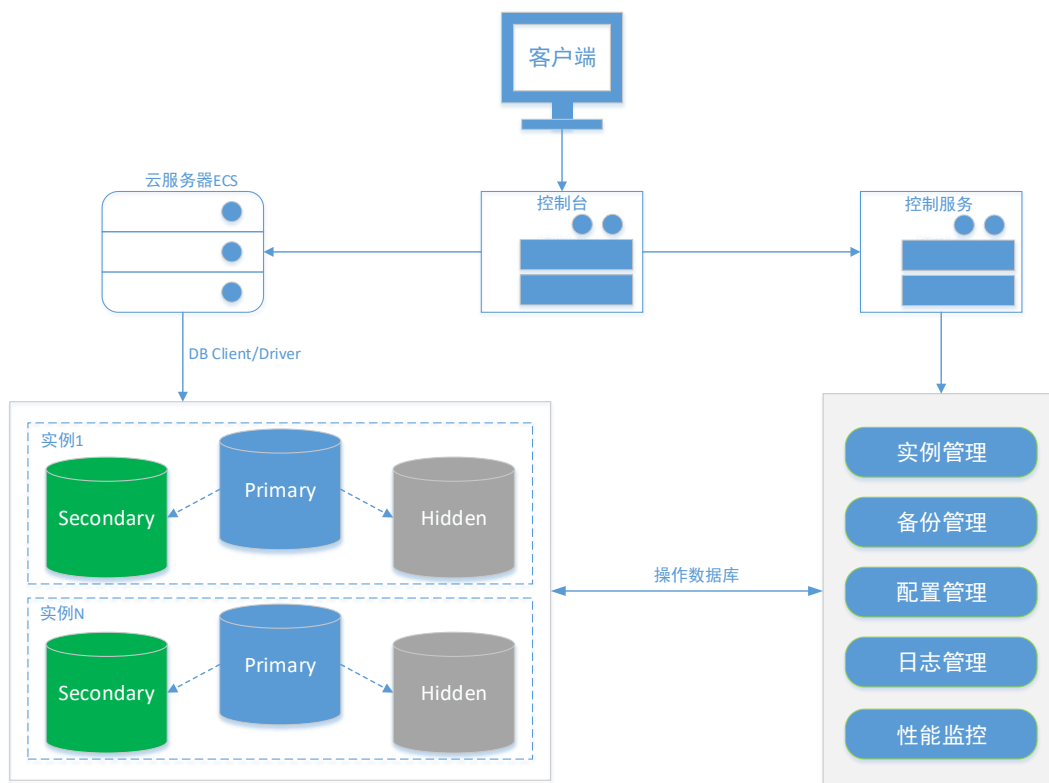 客户端
云服务器ECS
控制台
控制服务
DB Client/Driver
实例1
Primary
Secondary
Hidden
实例N
Primary
Secondary
Hidden
操作数据库
实例管理
备份管理
配置管理
日志管理
性能监控